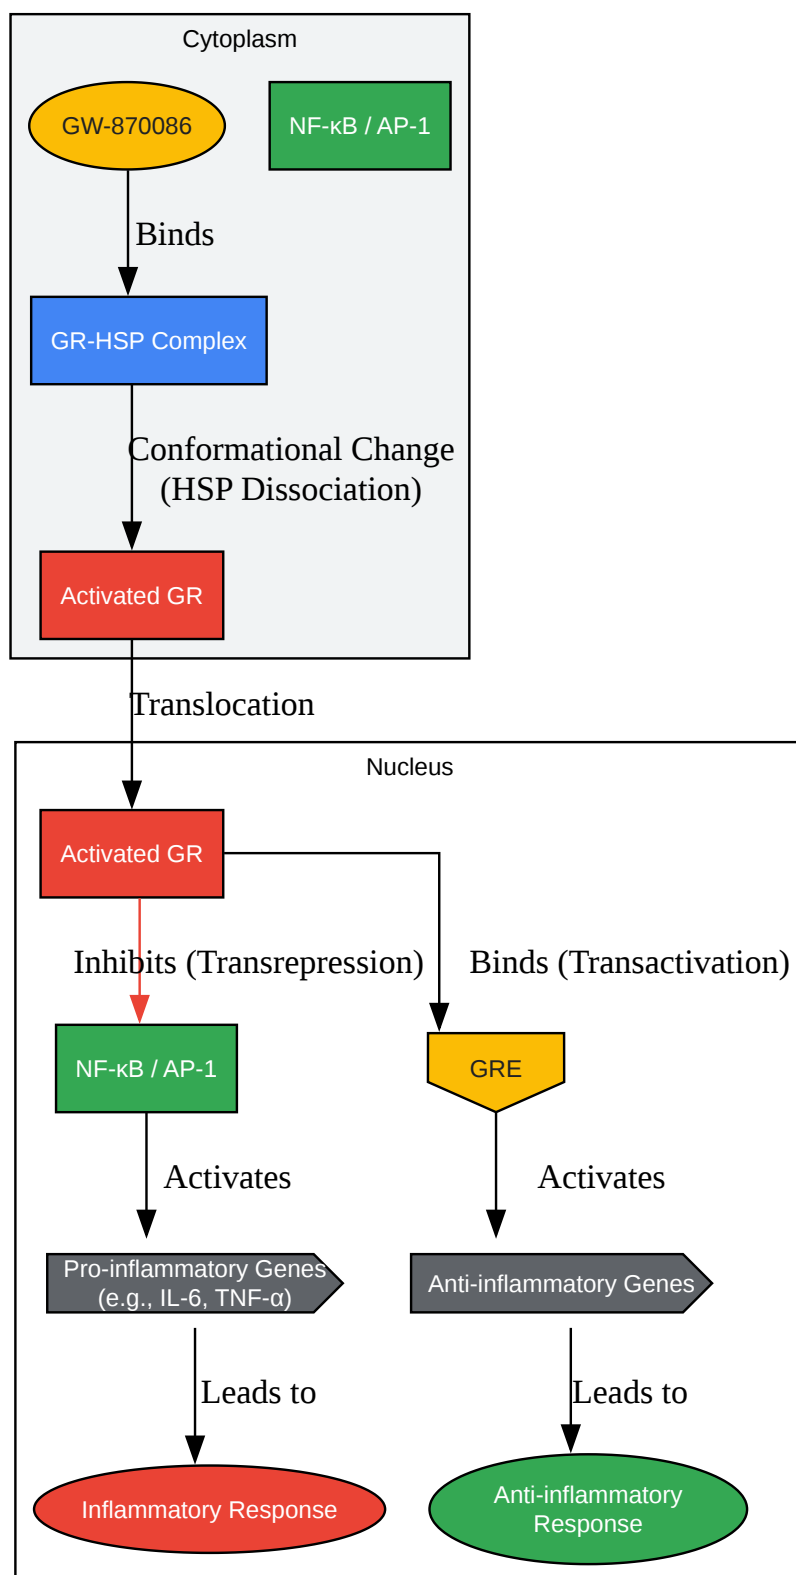 Cytoplasm
GW-870086
NF-κB / AP-1
Binds
GR-HSP Complex
Conformational Change
(HSP Dissociation)
Activated GR
Translocation
Nucleus
Activated GR
Inhibits (Transrepression)
Binds (Transactivation)
NF-κB / AP-1
GRE
Activates
Activates
Pro-inflammatory Genes
(e.g., IL-6, TNF-α)
Anti-inflammatory Genes
Leads to
Leads to
Inflammatory Response
Anti-inflammatory
Response